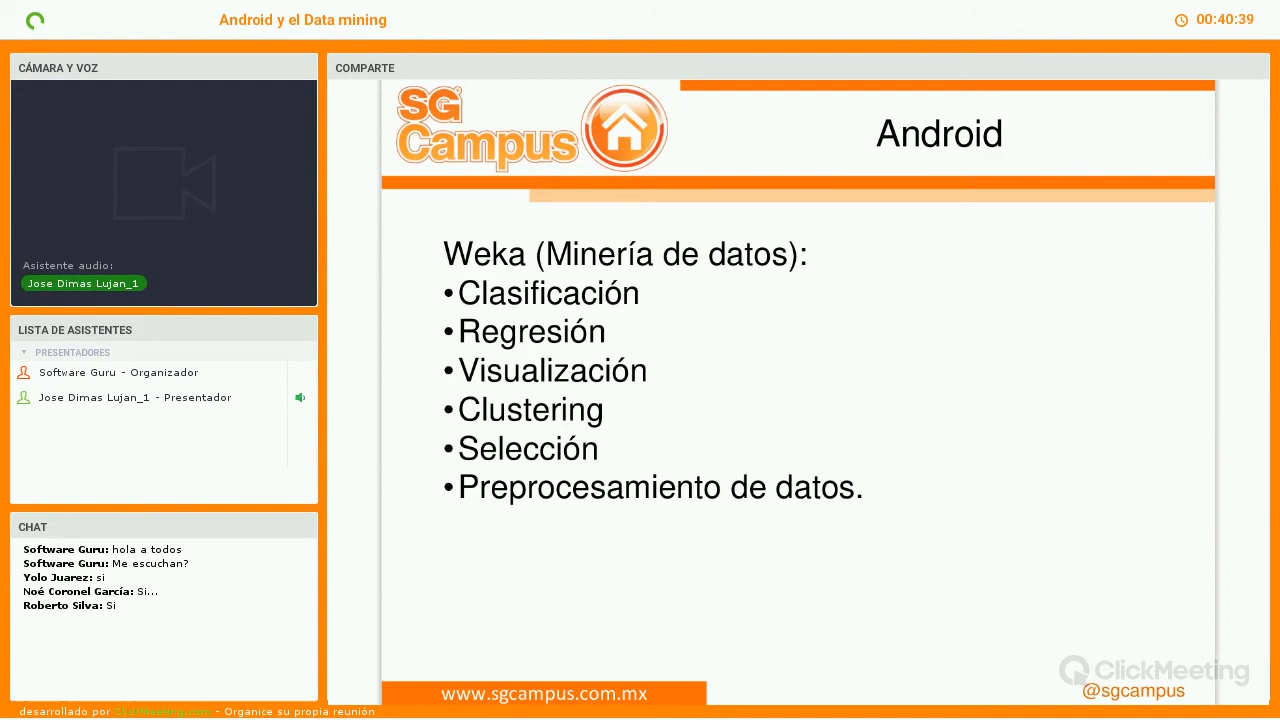 Android y el Data mining
00:40:39
CÁMARA Y VOZ
Asistente audio:
Jose Dimas Lujan_1
LISTA DE ASISTENTES
PRESENTADORES
Software Guru - Organizador
Jose Dimas Lujan_1 - Presentador
CHAT
Software Guru: hola a todos
Software Guru: Me escuchan?
Yolo Juarez: si
Noé Coronel García: Si...
Roberto Silva: Si
desarrollado por ClickMeeting.com - Organice su propia reunión
COMPARTE
SG
Campus
Android
Weka (Minería de datos):
•Clasificación
•Regresión
•Visualización
•Clustering
•Selección
•Preprocesamiento de datos.
www.sgcampus.com.mx
ClickMeeting
@sgcampus